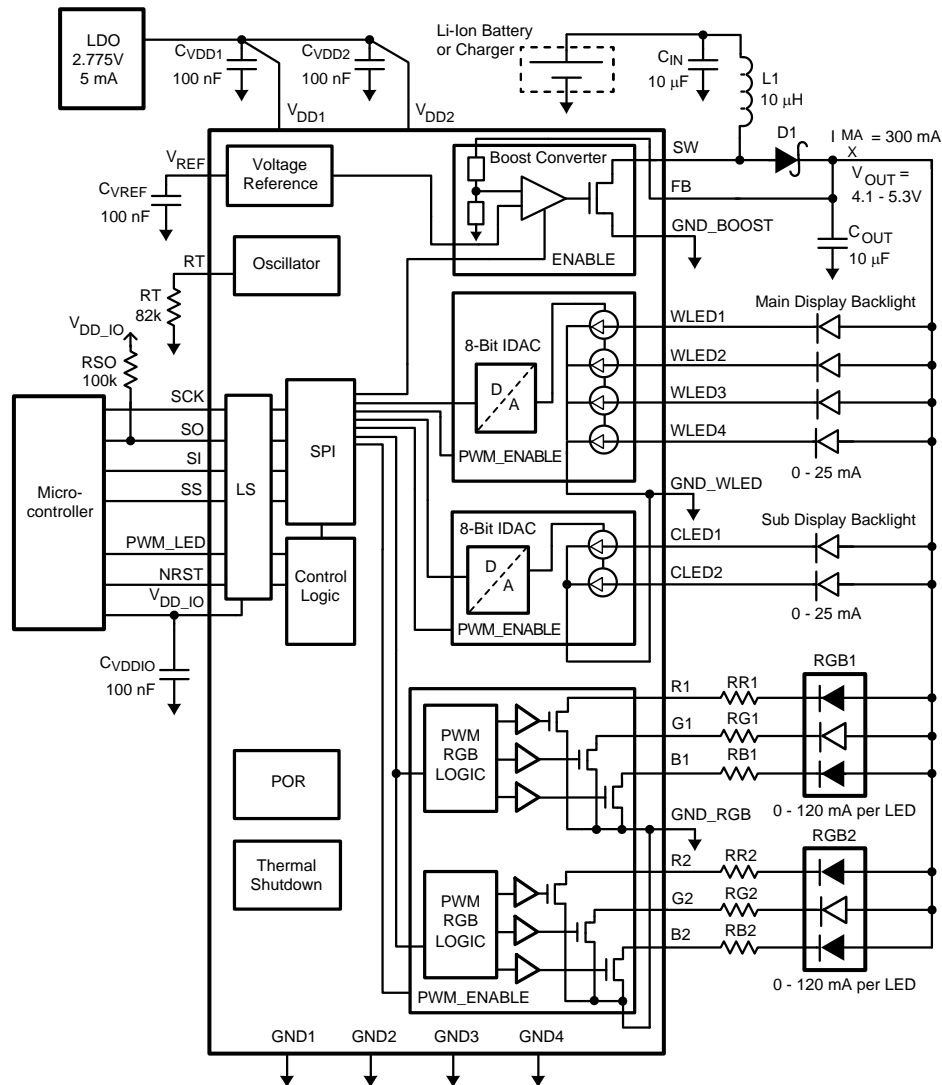 LDO
2.775V
5 mA
CVDD1
100 nF
CVDD2
100 nF
VDD1
VDD2
Li-Ion Battery
or Charger
CIN
10 μF
L1
10 μH
D1
I MA = 300 mA
X
VOUT =
4.1 - 5.3V
COUT
10 μF
VREF
CVREF
100 nF
Voltage
Reference
Boost Converter
SW
FB
GND_BOOST
ENABLE
RT
Oscillator
RT
82k
VDD_IO
RSO
100k
Micro-
controller
SCK
SO
SI
SS
PWM_LED
NRST
VDD_IO
CVDDIO
100 nF
LS
SPI
Control
Logic
8-Bit IDAC
D
A
PWM_ENABLE
WLED1
WLED2
WLED3
WLED4
GND_WLED
Main Display Backlight
0 - 25 mA
8-Bit IDAC
D
A
PWM_ENABLE
CLED1
CLED2
Sub Display Backlight
0 - 25 mA
POR
Thermal
Shutdown
PWM
RGB
LOGIC
R1
G1
B1
GND_RGB
RR1
RG1
RB1
RGB1
0 - 120 mA per LED
PWM
RGB
LOGIC
PWM_ENABLE
R2
G2
B2
RR2
RG2
RB2
RGB2
0 - 120 mA per LED
GND1
GND2
GND3
GND4